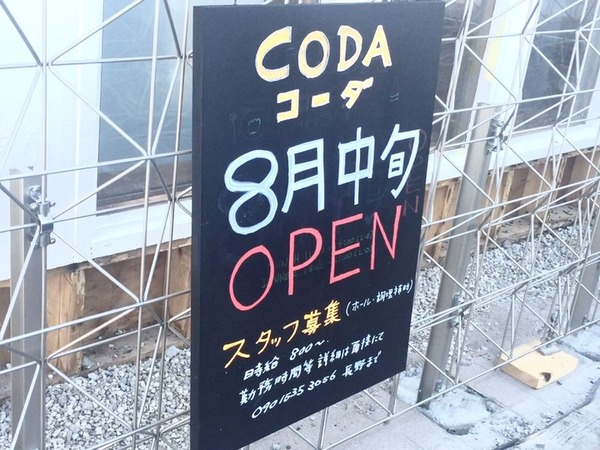 CODA
コーダ
8月中旬
OPEN
スタッフ募集(ホール・調理補助)
時給 800〜
勤務時間等詳細は面接にて
090 1635 3056 長野まで